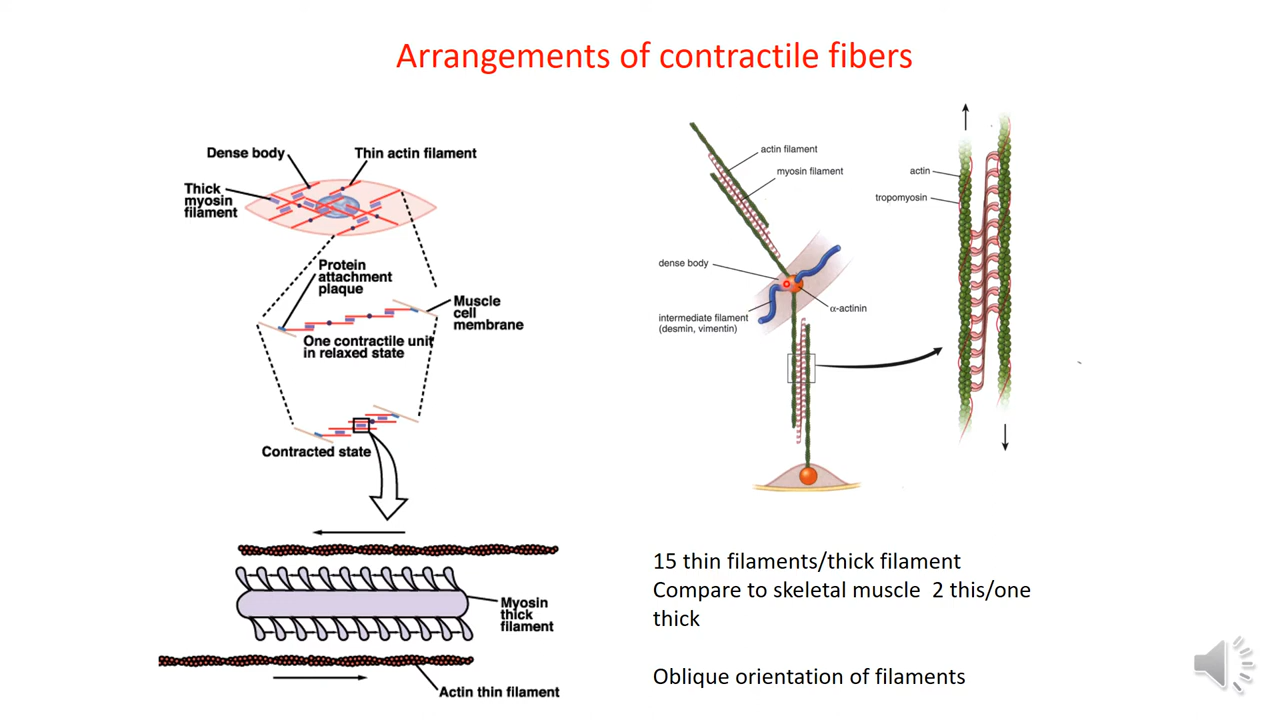 Arrangements of contractile fibers
Dense body
Thin actin filament
Thick
myosin
filament
Protein
attachment
plaque
Muscle
cell
membrane
One contractile unit
in relaxed state
Contracted state
Myosin
thick
filament
Actin thin filament
actin filament
myosin filament
dense body
α-actinin
intermediate filament
(desmin, vimentin)
actin
tropomyosin
15 thin filaments/thick filament
Compare to skeletal muscle 2 this/one
thick
Oblique orientation of filaments